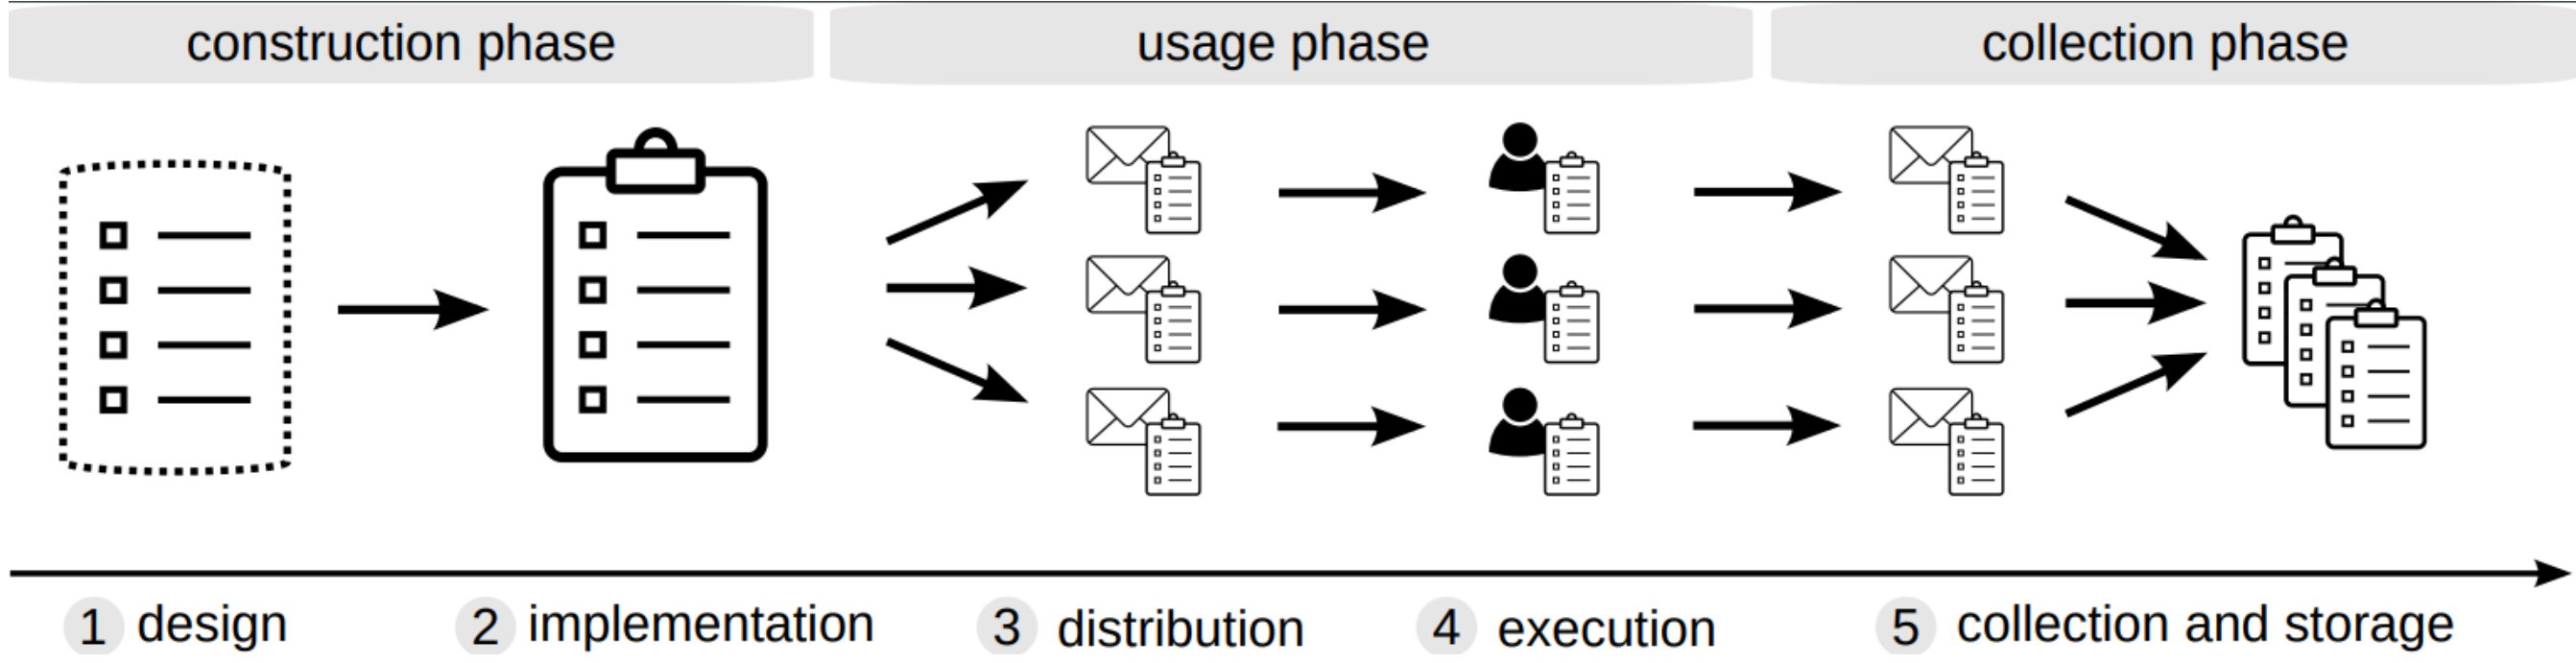 construction phase
usage phase
collection phase
1 design
2 implementation
3 distribution
4 execution
5 collection and storage